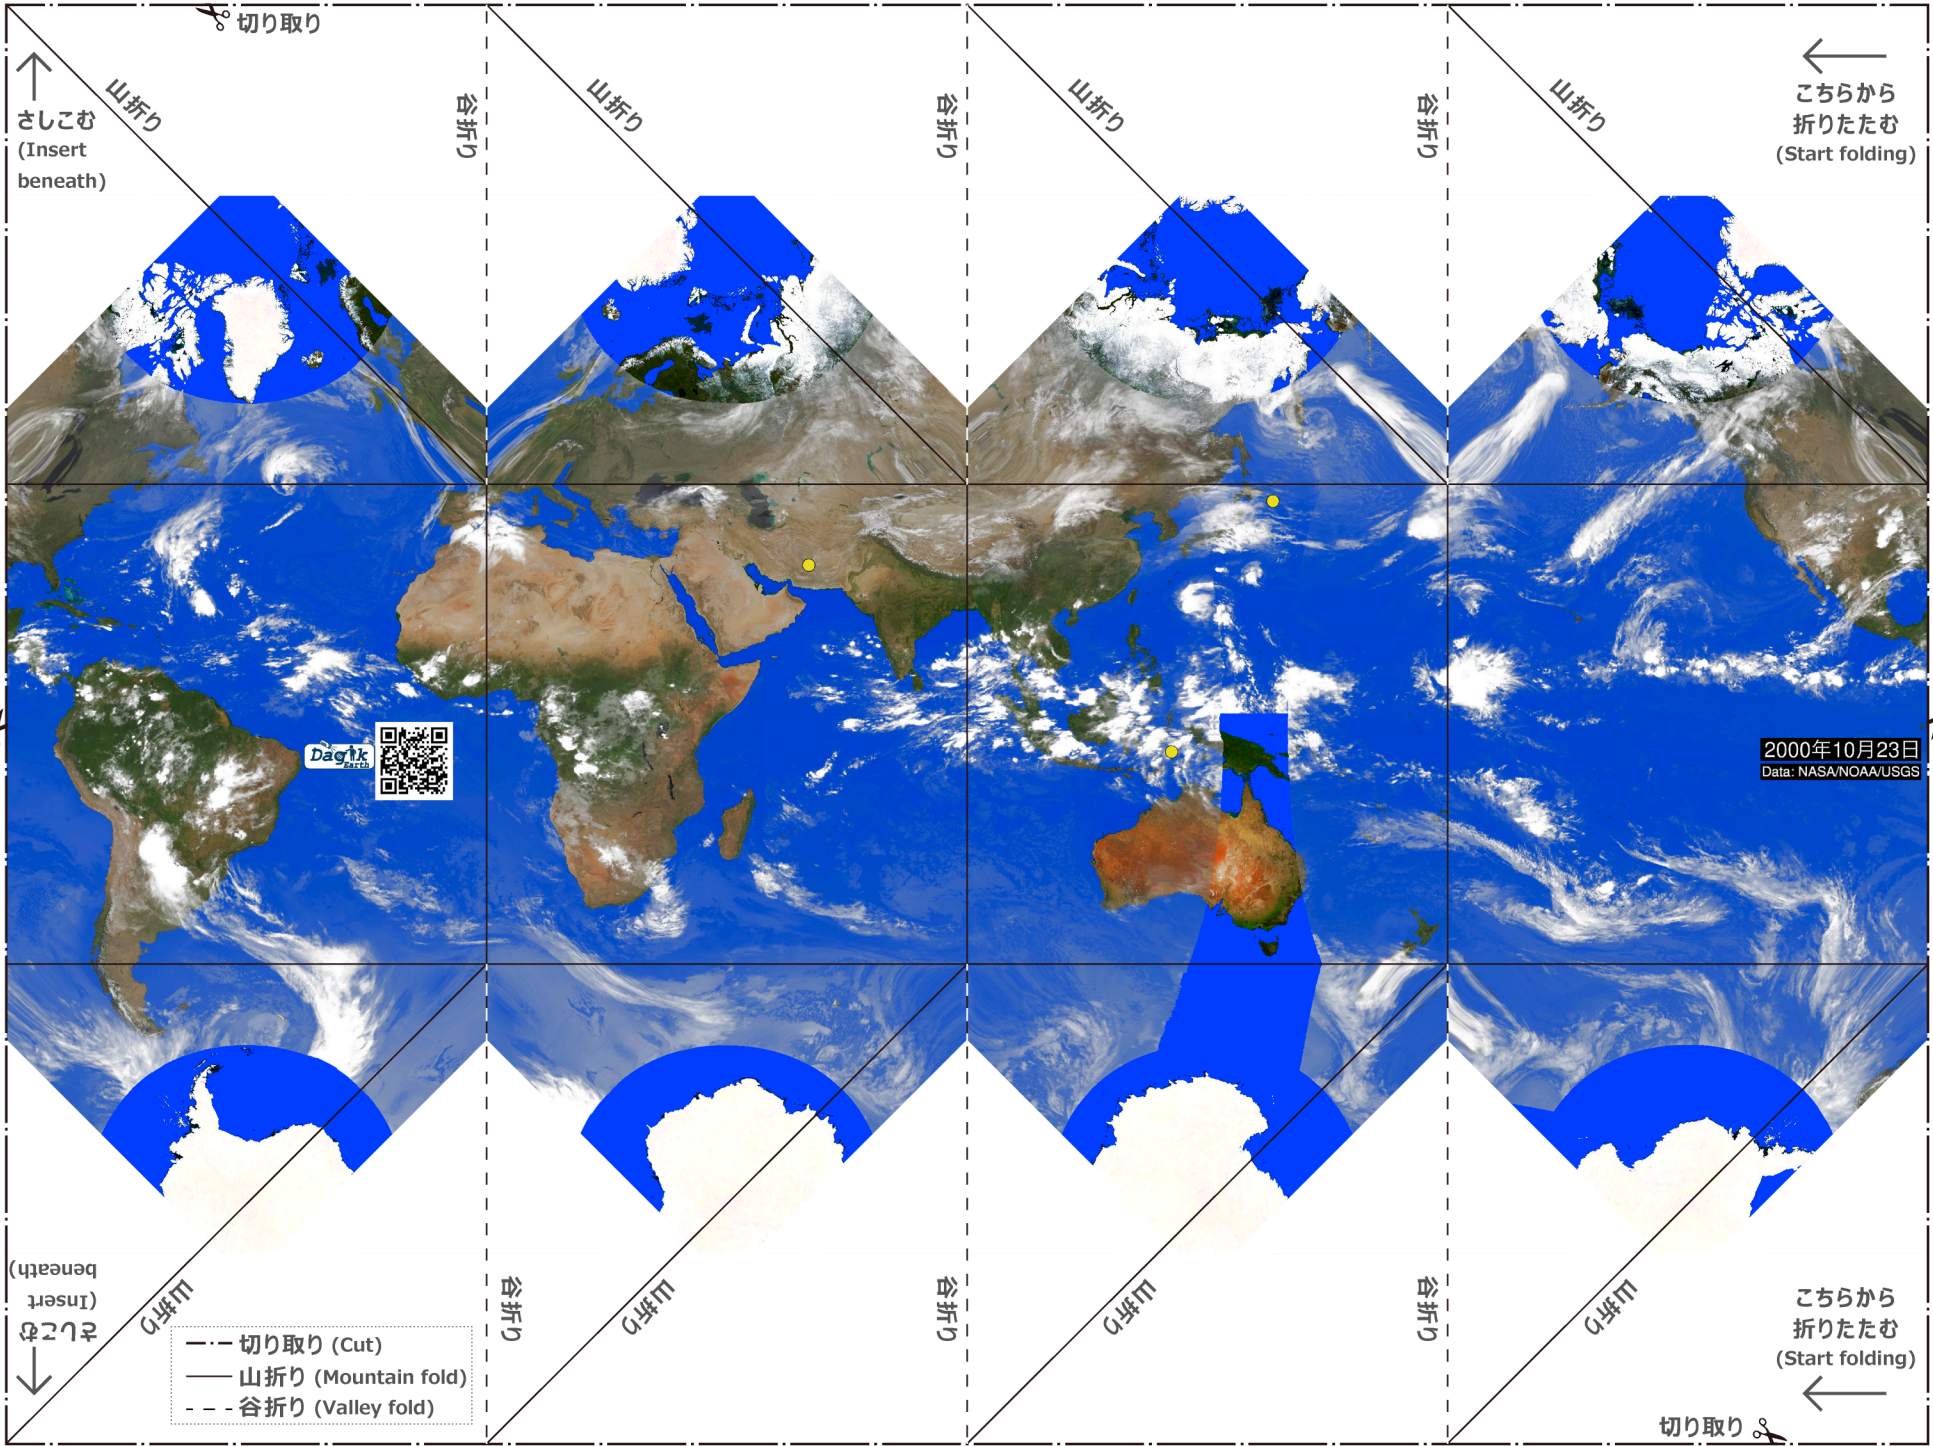 切り取り
山折り
谷折り
山折り
谷折り
山折り
谷折り
山折り
さしこむ
(Insert
beneath)
こちらから
折りたたむ
(Start folding)
Dagik
Earth
2000年10月23日
Data: NASA/NOAA/USGS
さしこむ
(Insert
beneath)
山折り
谷折り
山折り
谷折り
山折り
谷折り
山折り
切り取り (Cut)
山折り (Mountain fold)
谷折り (Valley fold)
こちらから
折りたたむ
(Start folding)
切り取り